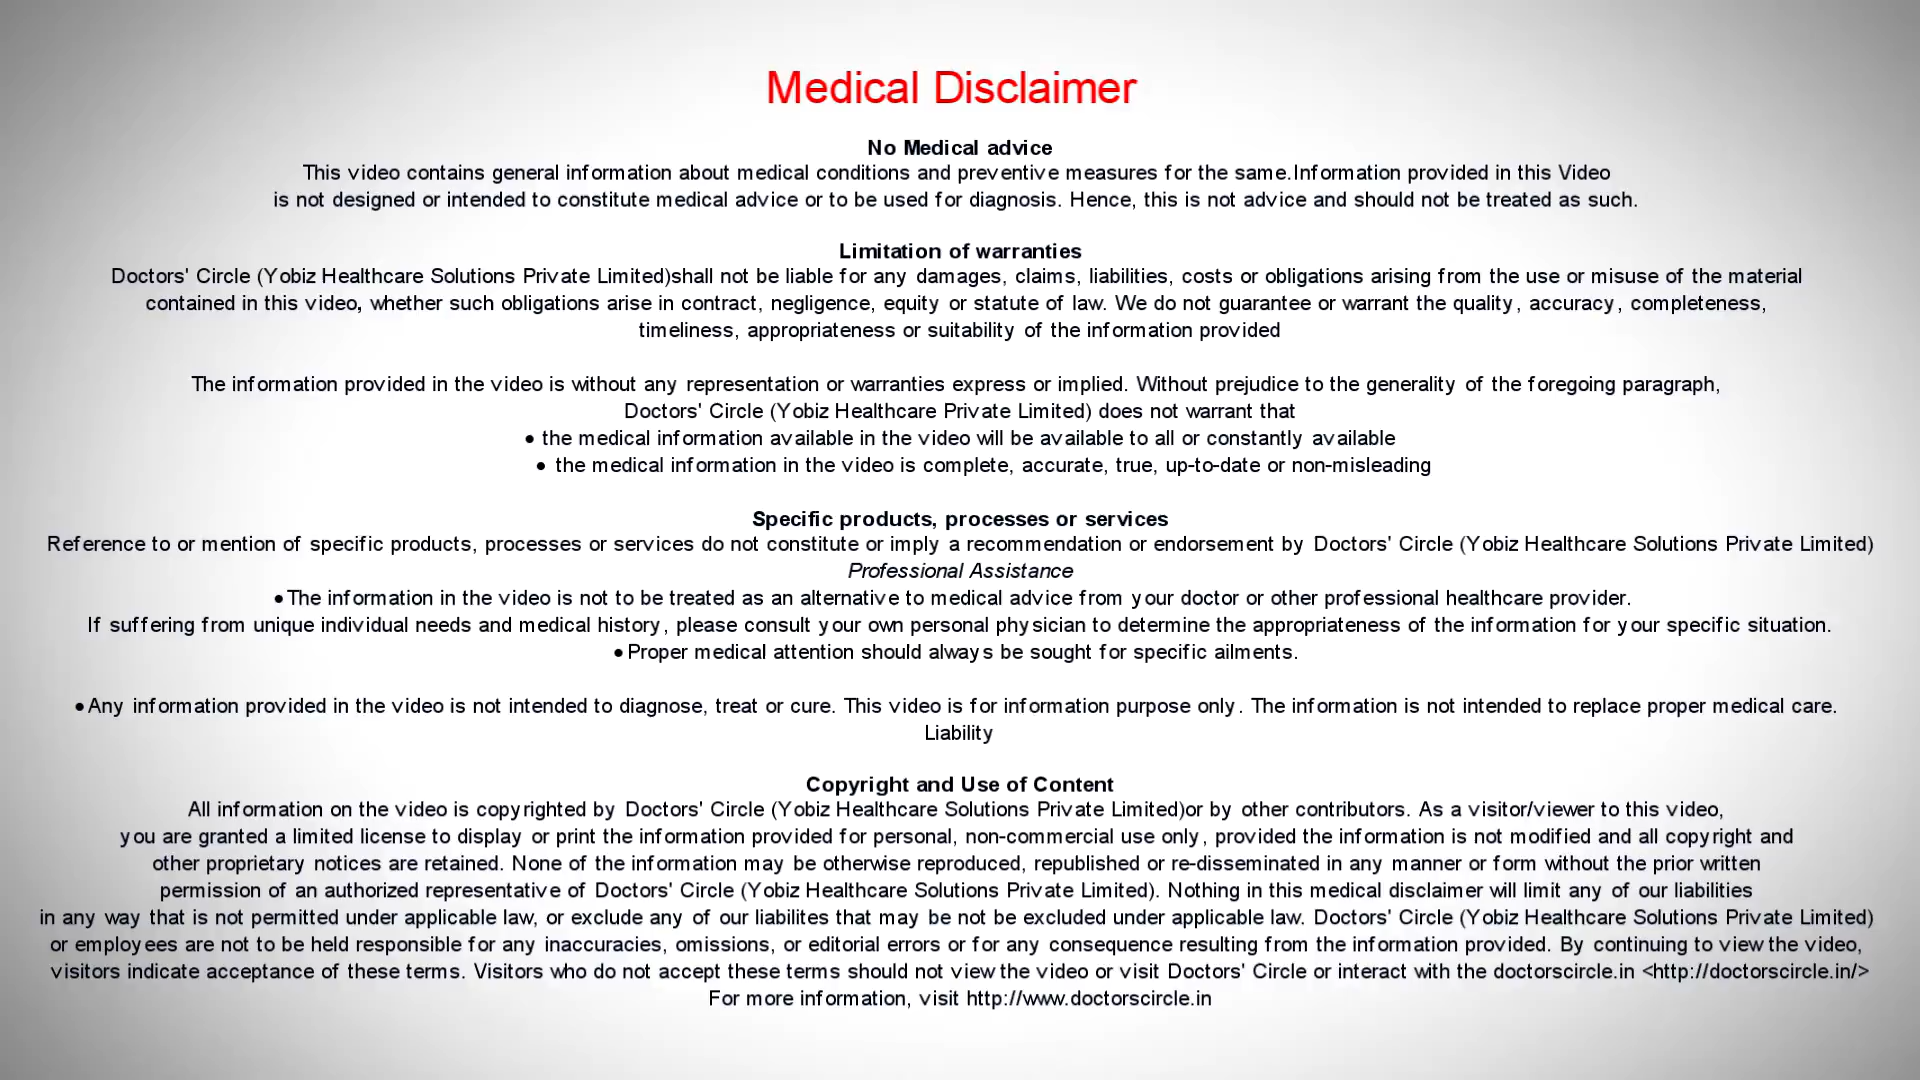 Medical Disclaimer
No Medical advice
This video contains general information about medical conditions and preventive measures for the same.Information provided in this Video
is not designed or intended to constitute medical advice or to be used for diagnosis. Hence, this is not advice and should not be treated as such.
Limitation of warranties
Doctors' Circle (Yobiz Healthcare Solutions Private Limited)shall not be liable for any damages, claims, liabilities, costs or obligations arising from the use or misuse of the material
contained in this video, whether such obligations arise in contract, negligence, equity or statute of law. We do not guarantee or warrant the quality, accuracy, completeness,
timeliness, appropriateness or suitability of the information provided
The information provided in the video is without any representation or warranties express or implied. Without prejudice to the generality of the foregoing paragraph,
Doctors' Circle (Yobiz Healthcare Private Limited) does not warrant that
• the medical information available in the video will be available to all or constantly available
• the medical information in the video is complete, accurate, true, up-to-date or non-misleading
Specific products, processes or services
Reference to or mention of specific products, processes or services do not constitute or imply a recommendation or endorsement by Doctors' Circle (Yobiz Healthcare Solutions Private Limited)
Professional Assistance
•The information in the video is not to be treated as an alternative to medical advice from your doctor or other professional healthcare provider.
If suffering from unique individual needs and medical history, please consult your own personal physician to determine the appropriateness of the information for your specific situation.
•Proper medical attention should always be sought for specific ailments.
•Any information provided in the video is not intended to diagnose, treat or cure. This video is for information purpose only. The information is not intended to replace proper medical care.
Liability
Copyright and Use of Content
All information on the video is copyrighted by Doctors' Circle (Yobiz Healthcare Solutions Private Limited)or by other contributors. As a visitor/viewer to this video,
you are granted a limited license to display or print the information provided for personal, non-commercial use only, provided the information is not modified and all copyright and
other proprietary notices are retained. None of the information may be otherwise reproduced, republished or re-disseminated in any manner or form without the prior written
permission of an authorized representative of Doctors' Circle (Yobiz Healthcare Solutions Private Limited). Nothing in this medical disclaimer will limit any of our liabilities
in any way that is not permitted under applicable law, or exclude any of our liabilites that may be not be excluded under applicable law. Doctors' Circle (Yobiz Healthcare Solutions Private Limited)
or employees are not to be held responsible for any inaccuracies, omissions, or editorial errors or for any consequence resulting from the information provided. By continuing to view the video,
visitors indicate acceptance of these terms. Visitors who do not accept these terms should not view the video or visit Doctors' Circle or interact with the doctorscircle.in <http://doctorscircle.in/>
For more information, visit http://www.doctorscircle.in